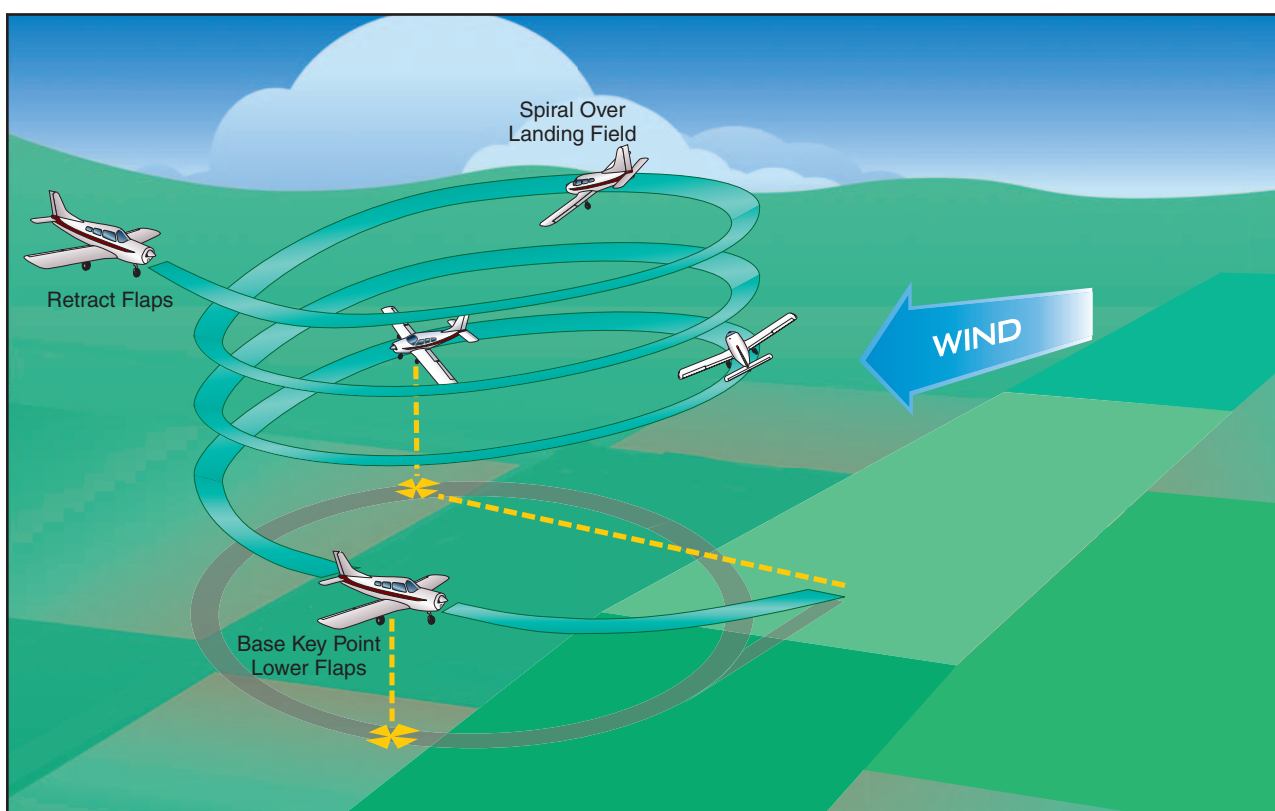 Spiral Over
Landing Field
Retract Flaps
WIND
Base Key Point
Lower Flaps